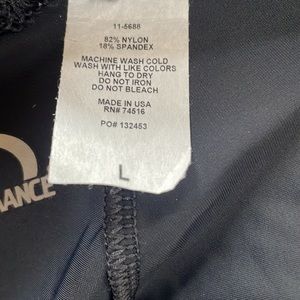 11-5688
82% NYLON
18% SPANDEX
MACHINE WASH COLD
WASH WITH LIKE COLORS
HANG TO DRY
DO NOT IRON
DO NOT BLEACH
MADE IN USA
RN# 74516
PO# 132453
L